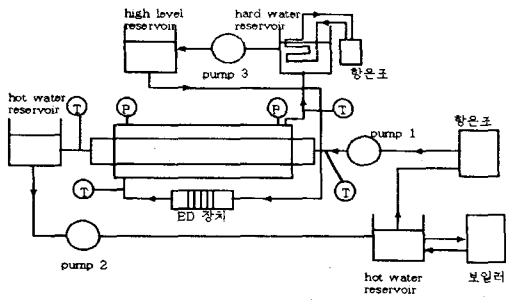 high level
reservoir
hard water
reservoir
pump 3
항온조
hot water
reservoir
T
P
P
T
pump 1
항온조
T
T
ED 장치
pump 2
hot water
reservoir
보일러